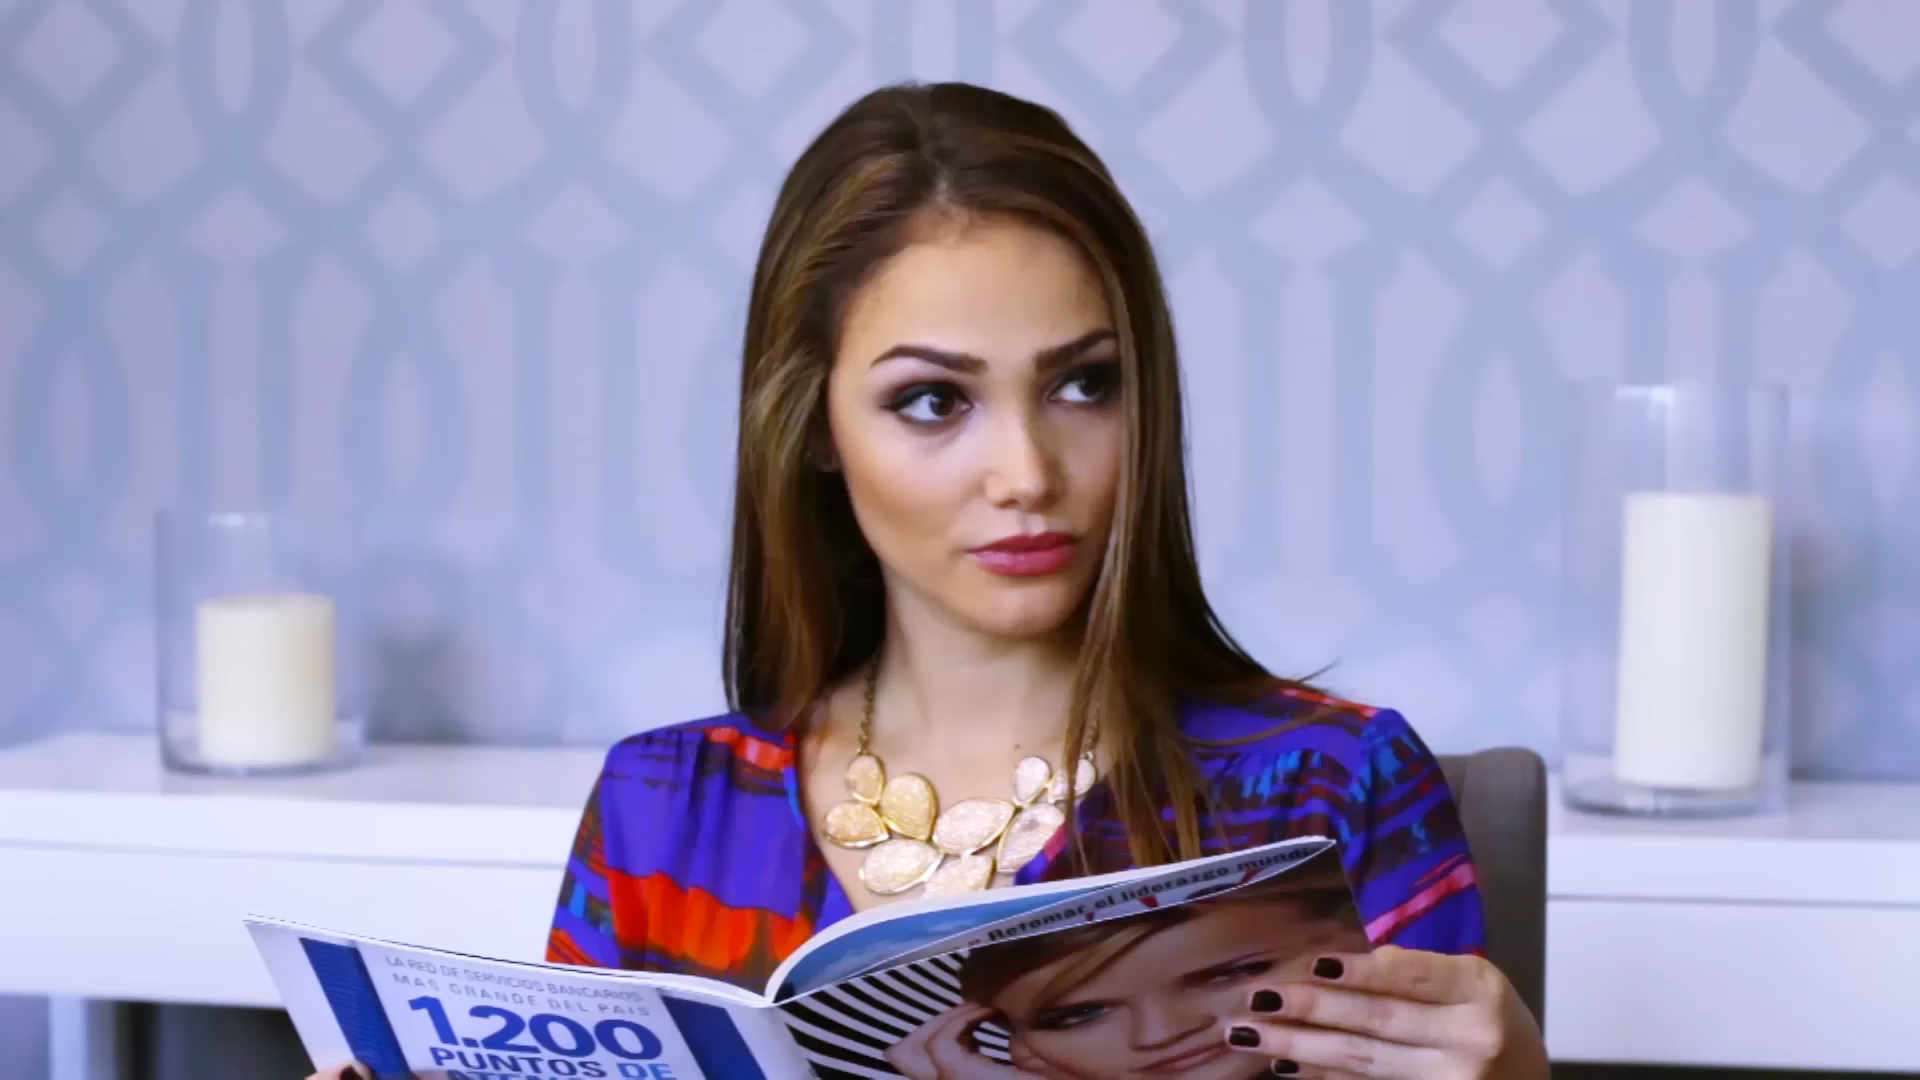 Retomar el liderazgo mundi
LA RED DE SERVICIOS BANCARIOS
MAS GRANDE DEL PAIS
1.200
PUNTOS DE